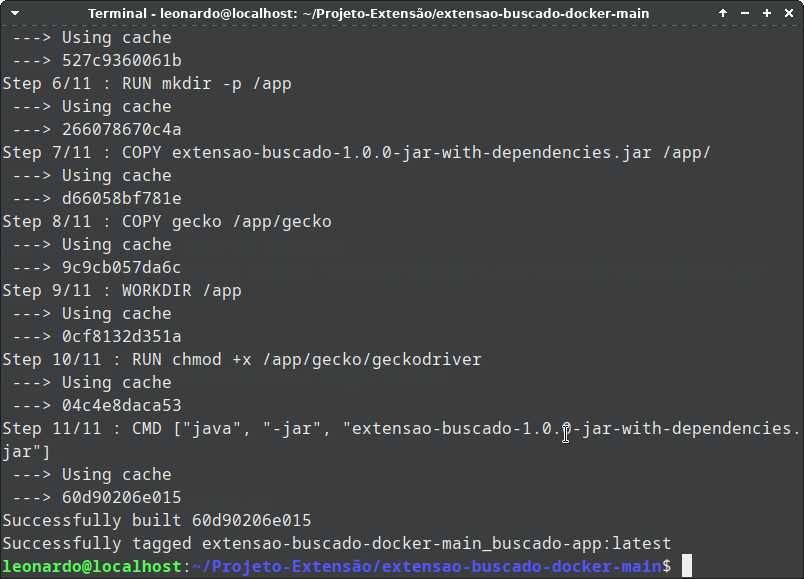 Terminal - leonardo@localhost: ~/Projeto-Extensão/extensao-buscado-docker-main
---> Using cache
---> 527c9360061b
Step 6/11 : RUN mkdir -p /app
---> Using cache
---> 266078670c4a
Step 7/11 : COPY extensao-buscado-1.0.0-jar-with-dependencies.jar /app/
---> Using cache
---> d66058bf781e
Step 8/11 : COPY gecko /app/gecko
---> Using cache
---> 9c9cb057da6c
Step 9/11 : WORKDIR /app
---> Using cache
---> 0cf8132d351a
Step 10/11 : RUN chmod +x /app/gecko/geckodriver
---> Using cache
---> 04c4e8daca53
Step 11/11 : CMD ["java", "-jar", "extensao-buscado-1.0.0-jar-with-dependencies.
jar"]
---> Using cache
---> 60d90206e015
Successfully built 60d90206e015
Successfully tagged extensao-buscado-docker-main_buscado-app:latest
leonardo@localhost:~/Projeto-Extensão/extensao-buscado-docker-main$